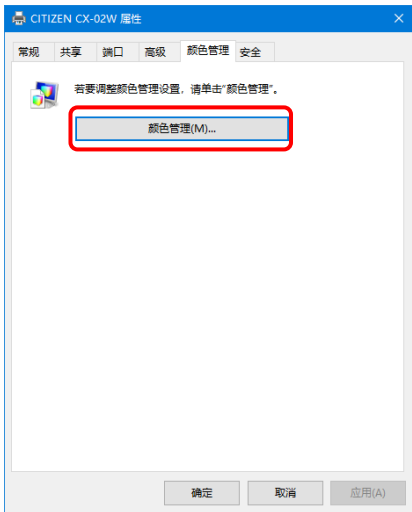 CITIZEN CX-02W 属性
常规 共享 端口 高级 颜色管理 安全
若要调整颜色管理设置，请单击“颜色管理”。
颜色管理(M)...
确定 取消 应用(A)